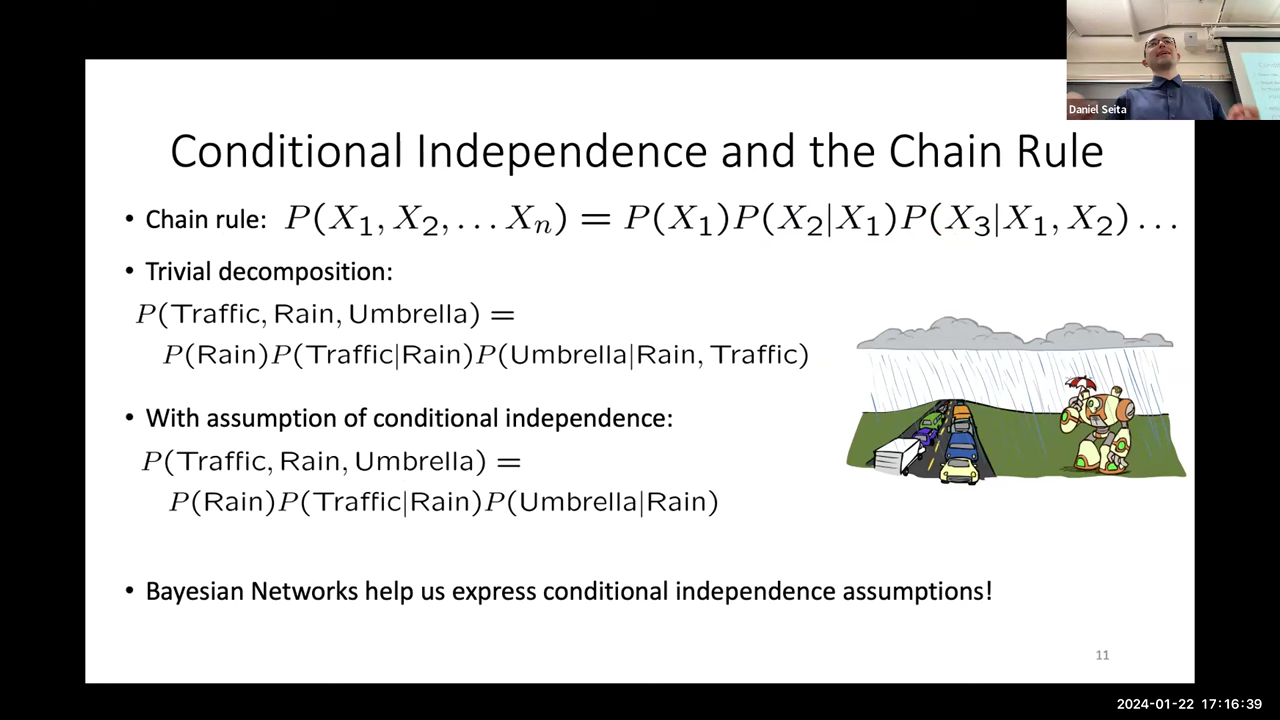 Daniel Seita
Conditional Independence and the Chain Rule
• Chain rule: P(X₁, X₂, … Xₙ) = P(X₁)P(X₂|X₁)P(X₃|X₁, X₂) …
• Trivial decomposition:
P(Traffic, Rain, Umbrella) =
P(Rain)P(Traffic|Rain)P(Umbrella|Rain, Traffic)
• With assumption of conditional independence:
P(Traffic, Rain, Umbrella) =
P(Rain)P(Traffic|Rain)P(Umbrella|Rain)
• Bayesian Networks help us express conditional independence assumptions!
11
2024-01-22 17:16:39